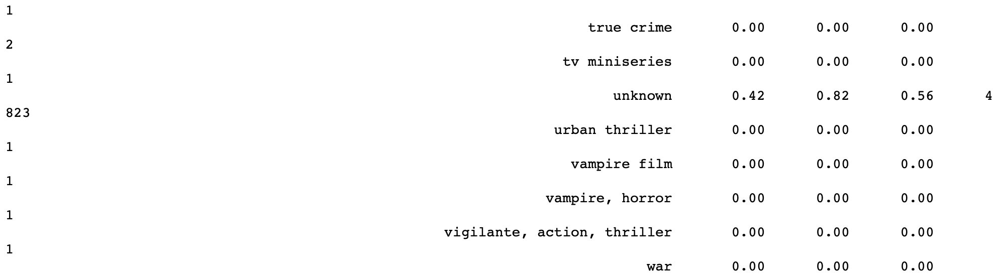 1
true crime 0.00 0.00 0.00
2
tv miniseries 0.00 0.00 0.00
1
unknown 0.42 0.82 0.56 4
823
urban thriller 0.00 0.00 0.00
1
vampire film 0.00 0.00 0.00
1
vampire, horror 0.00 0.00 0.00
1
vigilante, action, thriller 0.00 0.00 0.00
1
war 0.00 0.00 0.00